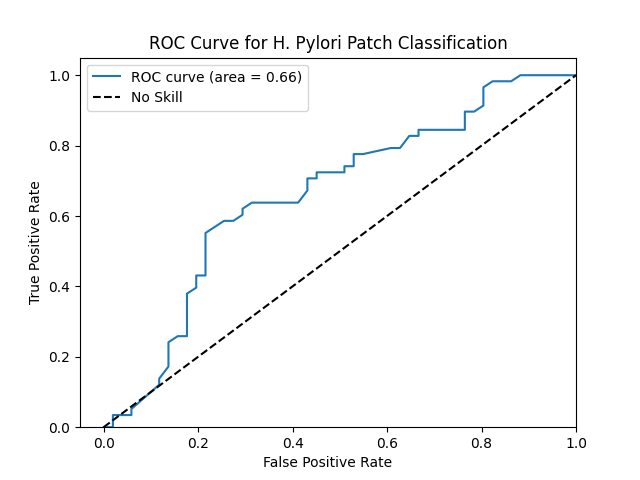 ROC Curve for H. Pylori Patch Classification
ROC curve (area = 0.66)
No Skill
True Positive Rate
1.0
0.8
0.6
0.4
0.2
0.0
0.0 0.2 0.4 0.6 0.8 1.0
False Positive Rate